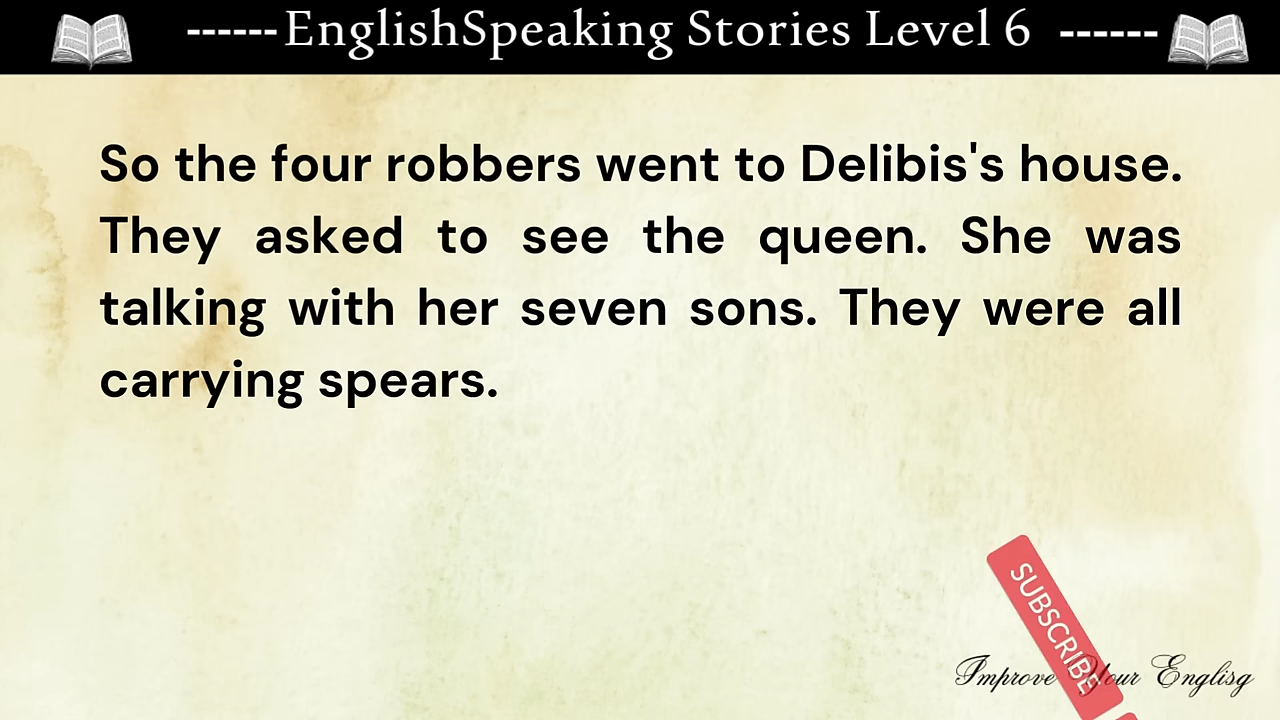 ------EnglishSpeaking Stories Level 6 ------
So the four robbers went to Delibis's house.
They asked to see the queen. She was
talking with her seven sons. They were all
carrying spears.
SUBSCRIBE
Improve Your Englisg